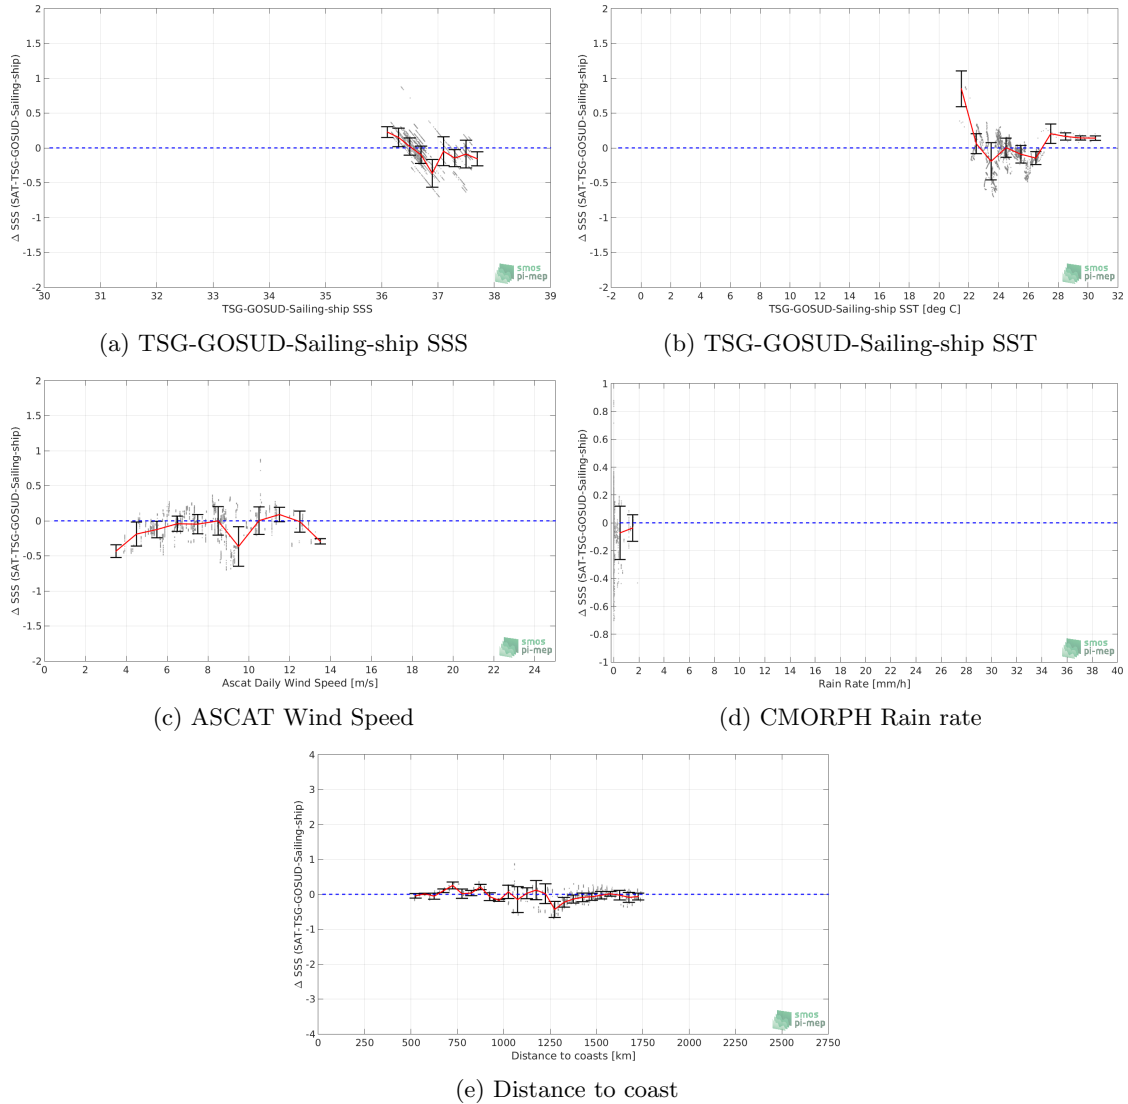 Δ SSS (SAT-TSG-GOSUD-Sailing-ship)
2
1.5
1
0.5
0
-0.5
-1
-1.5
-2
30 31 32 33 34 35 36 37 38 39
TSG-GOSUD-Sailing-ship SSS
smos
pi-mep
(a) TSG-GOSUD-Sailing-ship SSS
Δ SSS (SAT-TSG-GOSUD-Sailing-ship)
2
1.5
1
0.5
0
-0.5
-1
-1.5
-2
-2 0 2 4 6 8 10 12 14 16 18 20 22 24 26 28 30 32
TSG-GOSUD-Sailing-ship SST [deg C]
smos
pi-mep
(b) TSG-GOSUD-Sailing-ship SST
Δ SSS (SAT-TSG-GOSUD-Sailing-ship)
2
1.5
1
0.5
0
-0.5
-1
-1.5
-2
0 2 4 6 8 10 12 14 16 18 20 22 24
Ascat Daily Wind Speed [m/s]
smos
pi-mep
(c) ASCAT Wind Speed
Δ SSS (SAT-TSG-GOSUD-Sailing-ship)
1
0.8
0.6
0.4
0.2
0
-0.2
-0.4
-0.6
-0.8
-1
0 2 4 6 8 10 12 14 16 18 20 22 24 26 28 30 32 34 36 38 40
Rain Rate [mm/h]
smos
pi-mep
(d) CMORPH Rain rate
Δ SSS (SAT-TSG-GOSUD-Sailing-ship)
4
3
2
1
0
-1
-2
-3
-4
0 250 500 750 1000 1250 1500 1750 2000 2250 2500 2750
Distance to coasts [km]
smos
pi-mep
(e) Distance to coast